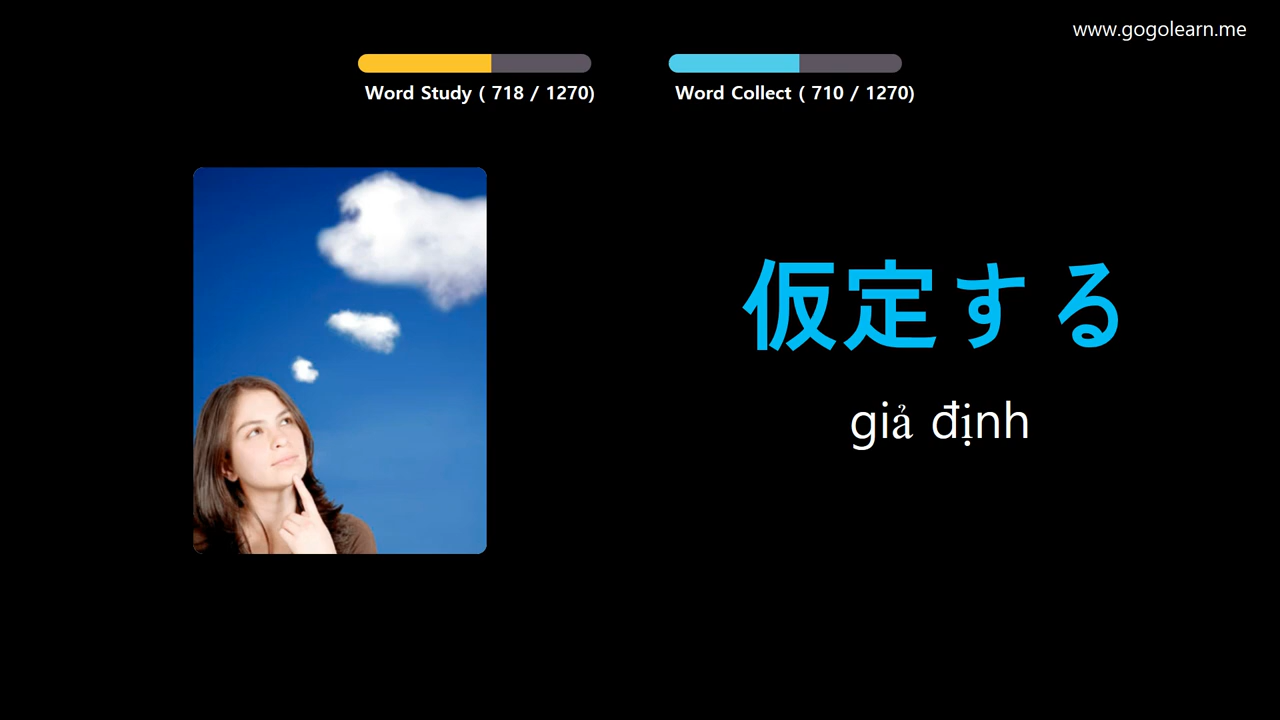 www.gogolearn.me
Word Study ( 718 / 1270)
Word Collect ( 710 / 1270)
仮定する
giả định